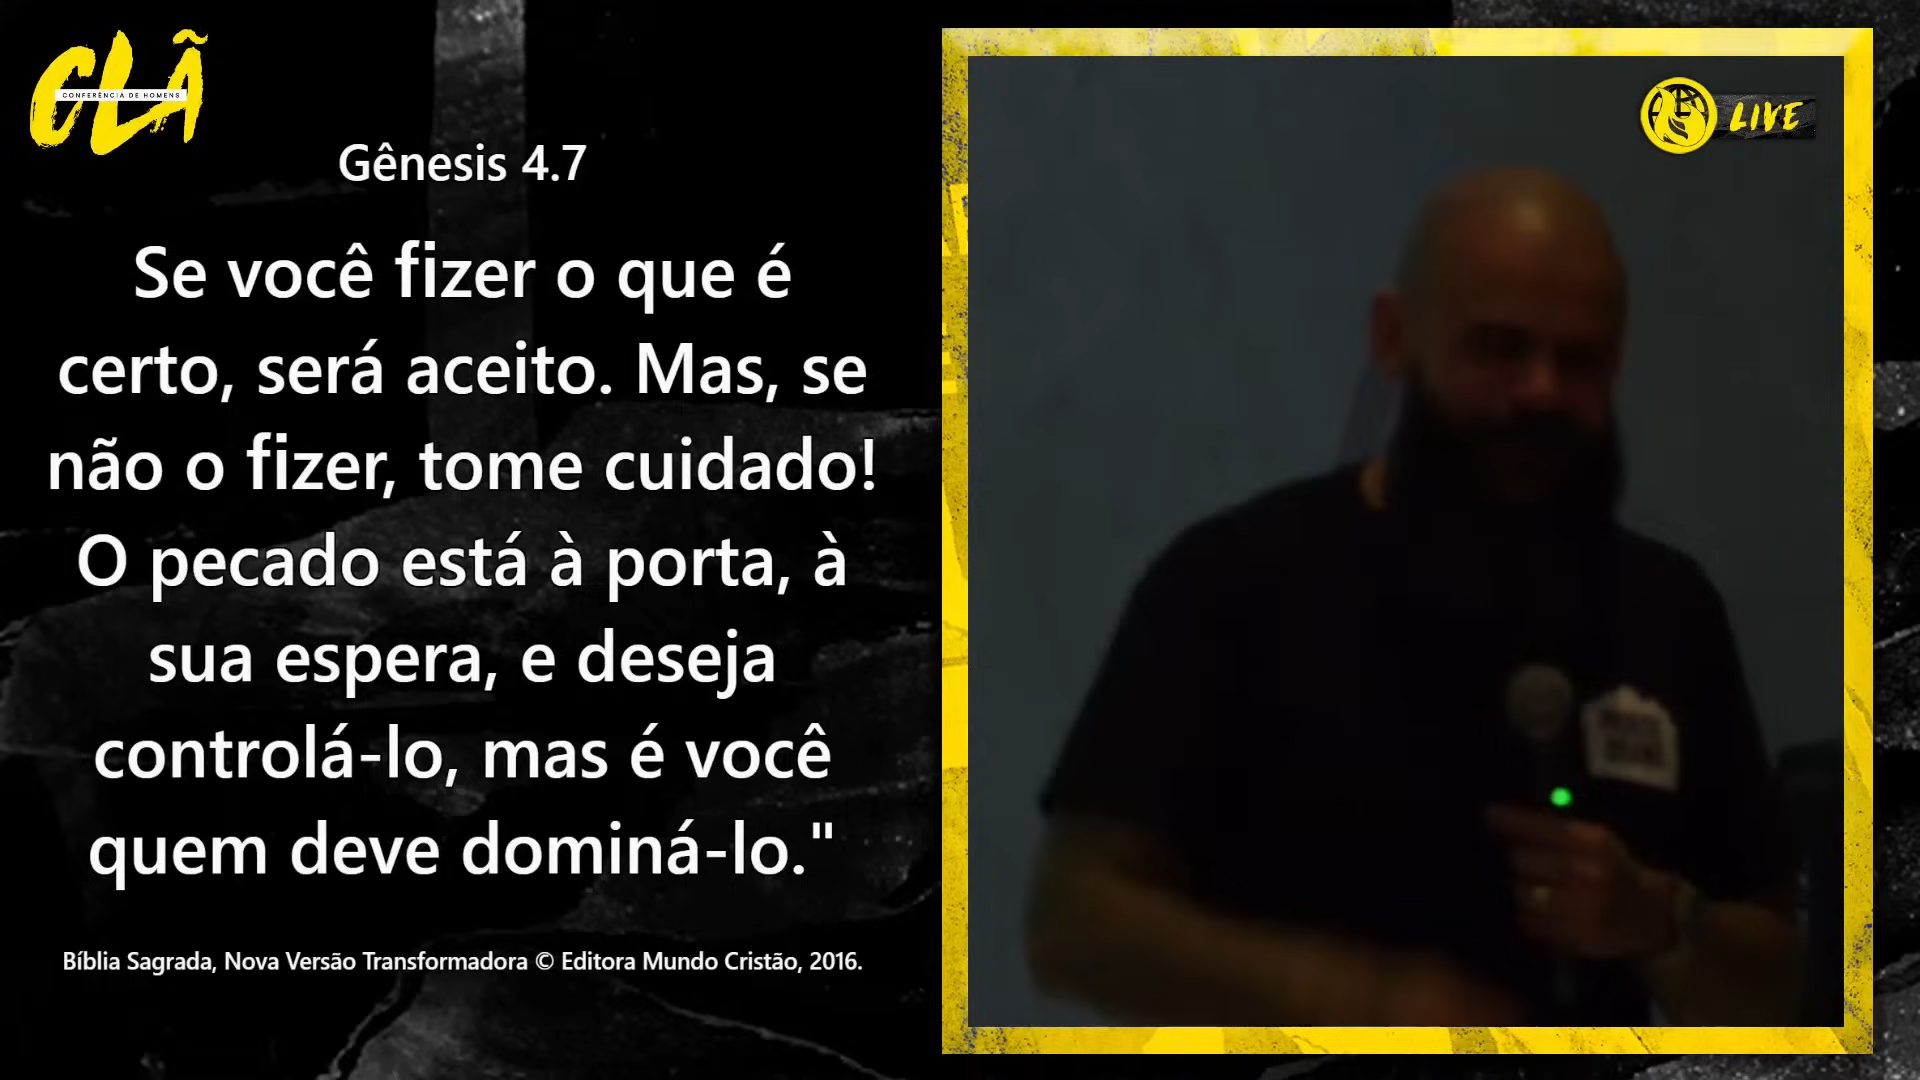 CLÃ
CONFERÊNCIA DE HOMENS
Gênesis 4.7
Se você fizer o que é
certo, será aceito. Mas, se
não o fizer, tome cuidado!
O pecado está à porta, à
sua espera, e deseja
controlá-lo, mas é você
quem deve dominá-lo."
Bíblia Sagrada, Nova Versão Transformadora © Editora Mundo Cristão, 2016.
LIVE